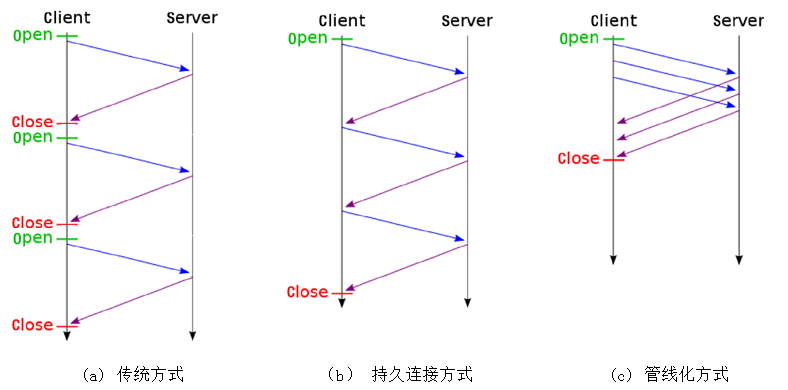 Client Server
Open
Close
Open
Close
Open
Close
(a) 传统方式
Client Server
Open
Close
(b) 持久连接方式
Client Server
Open
Close
(c) 管线化方式